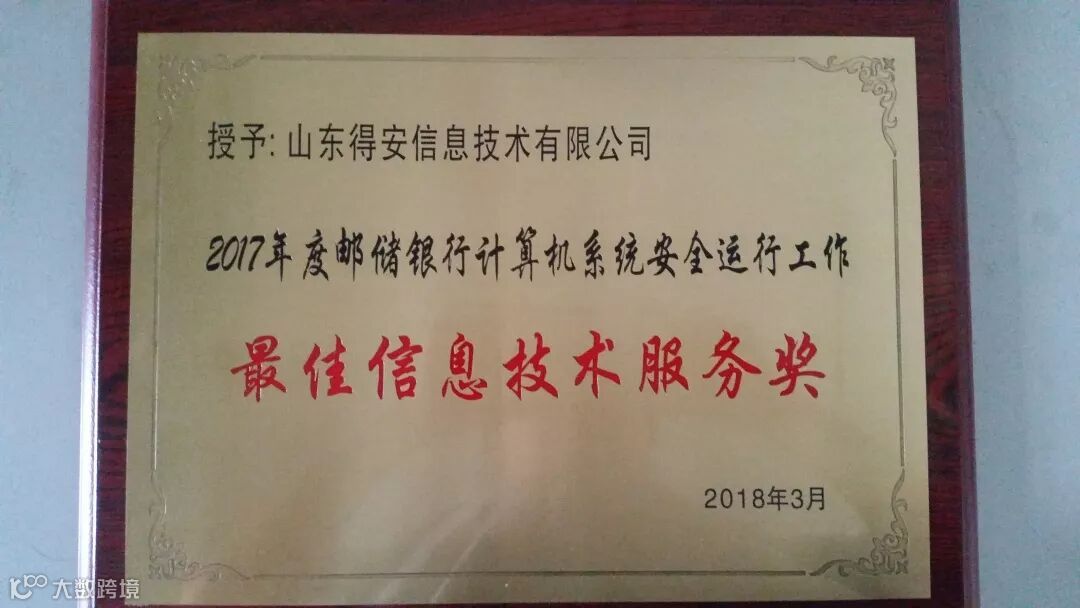 授予: 山东得安信息技术有限公司
2017年度邮储银行计算机系统安全运行工作
最佳信息技术服务奖
2018年3月
大数跨境